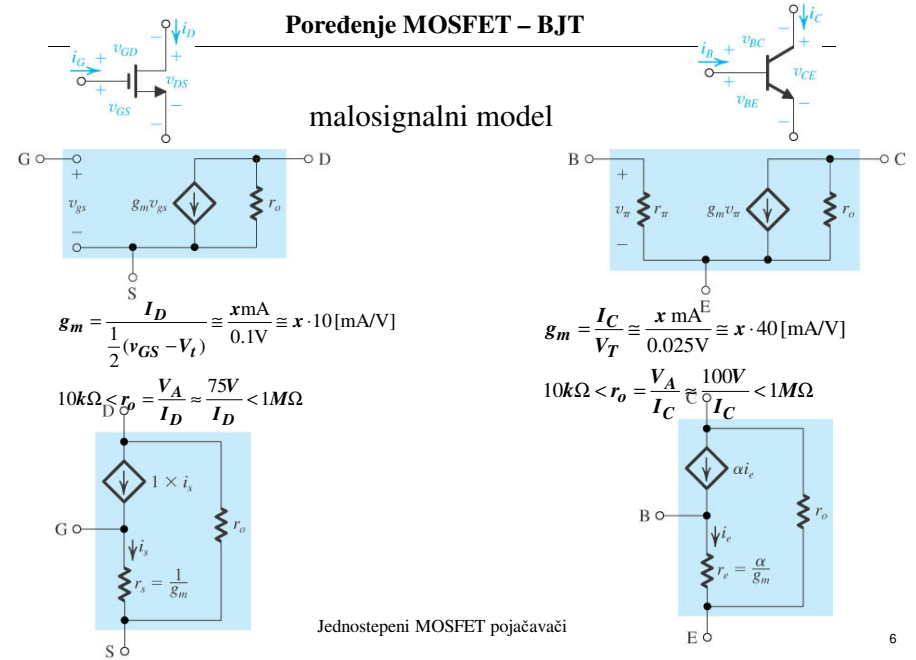 Poređenje MOSFET – BJT
i_D
i_G + v_GD − +
+ v_GS − v_DS −
i_C
i_B + v_BC − +
+ v_BE − v_CE −
malosignalni model
G D
+ v_gs − g_m v_gs r_o
S
B C
+ v_π − r_π g_m v_π r_o
E
g_m = I_D / (1/2 (v_GS − V_t)) ≅ xmA / 0.1V ≅ x · 10 [mA/V]
g_m = I_C / V_T ≅ x mA / 0.025V ≅ x · 40 [mA/V]
10kΩ < r_o = V_A / I_D ≈ 75V / I_D < 1MΩ
10kΩ < r_o = V_A / I_C ≈ 100V / I_C < 1MΩ
D
1 × i_s
G r_o
i_s
r_s = 1 / g_m
S
C
αi_e
B r_o
i_e
r_e = α / g_m
E
Jednostepeni MOSFET pojačavači
6